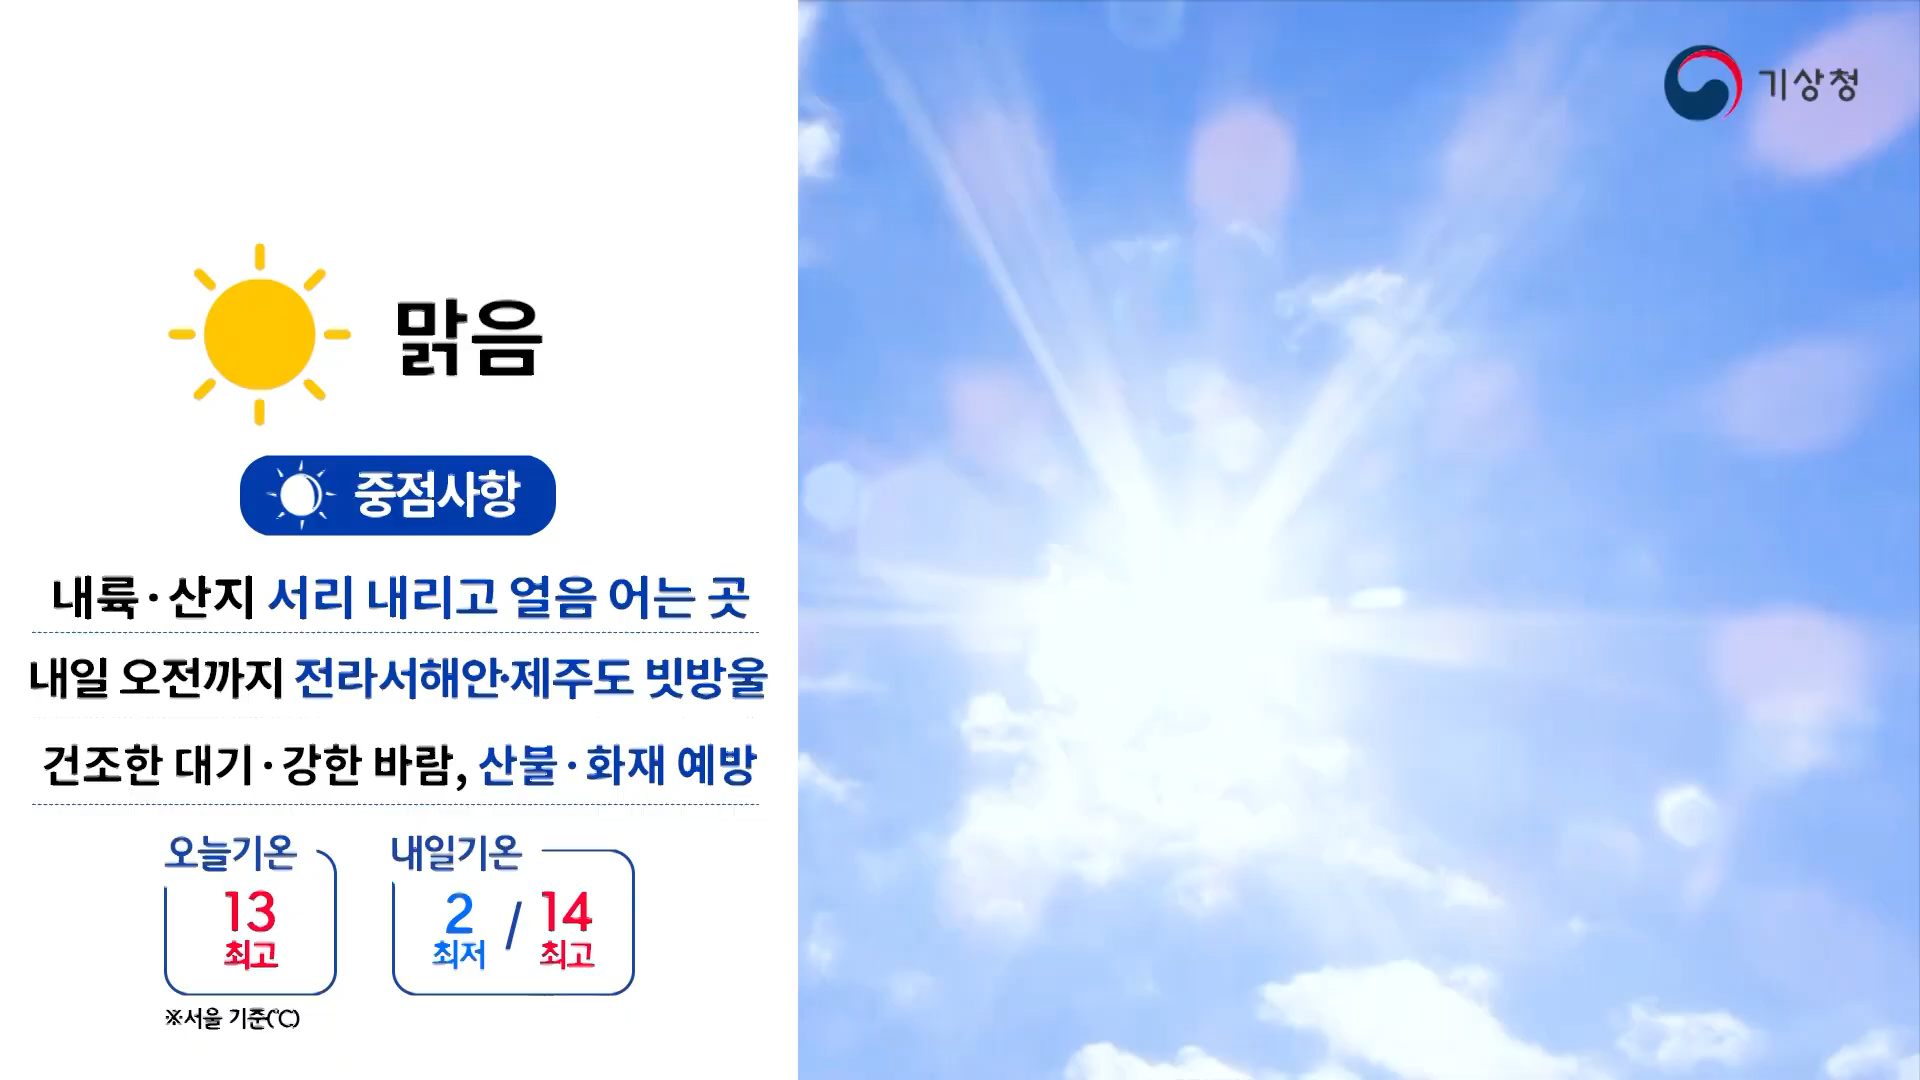 기상청
맑음
중점사항
내륙·산지 서리 내리고 얼음 어는 곳
내일 오전까지 전라서해안·제주도 빗방울
건조한 대기·강한 바람, 산불·화재 예방
오늘기온
13
최고
내일기온
2 / 14
최저 최고
※서울 기준(℃)